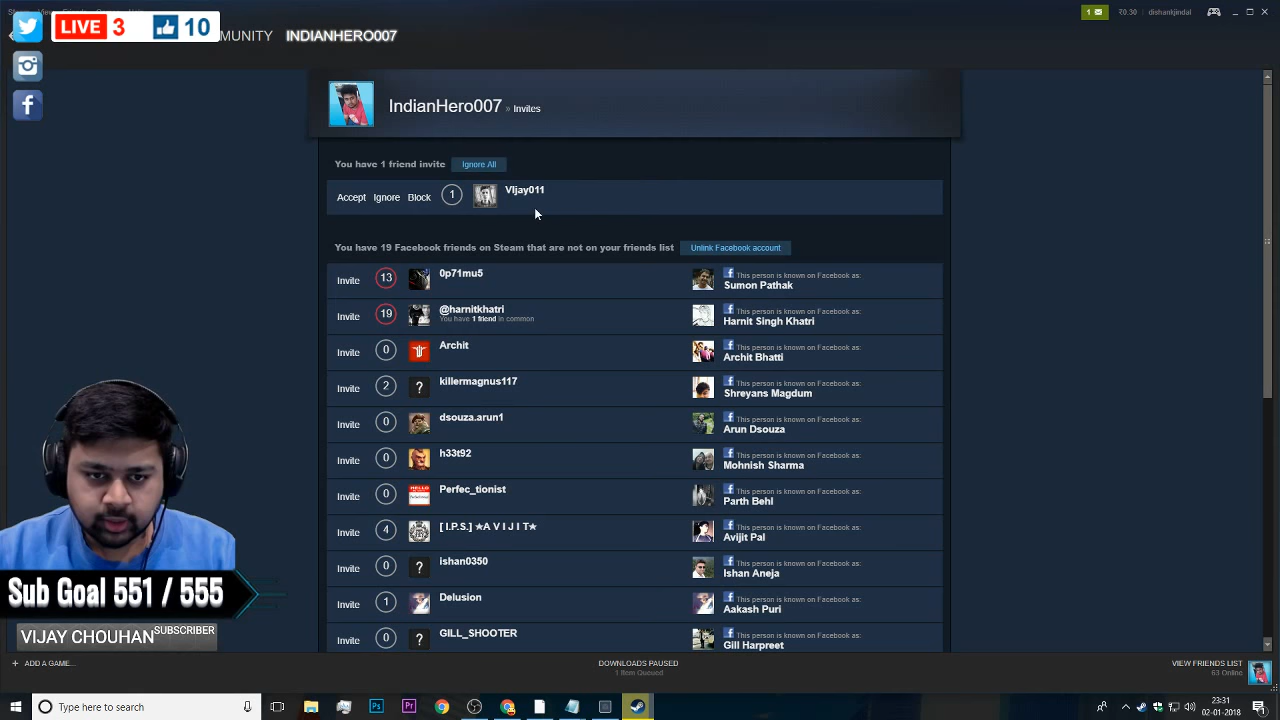 LIVE 3
10
1
₹0.30
dishankjindal
MUNITY
INDIANHERO007
IndianHero007 » Invites
You have 1 friend invite
Ignore All
Accept Ignore Block 1 VIjay011
You have 19 Facebook friends on Steam that are not on your friends list
Unlink Facebook account
Invite 13 0p71mu5
This person is known on Facebook as:
Sumon Pathak
Invite 19 @harnitkhatri
You have 1 friend in common
This person is known on Facebook as:
Harnit Singh Khatri
Invite 0 Archit
This person is known on Facebook as:
Archit Bhatti
Invite 2 killermagnus117
This person is known on Facebook as:
Shreyans Magdum
Invite 0 dsouza.arun1
This person is known on Facebook as:
Arun Dsouza
Invite 0 h33t92
This person is known on Facebook as:
Mohnish Sharma
Invite 0 Perfec_tionist
This person is known on Facebook as:
Parth Behl
Invite 4 [ I.P.S.] ★A V I J I T★
This person is known on Facebook as:
Avijit Pal
Invite 0 ishan0350
This person is known on Facebook as:
Ishan Aneja
Invite 1 Delusion
This person is known on Facebook as:
Aakash Puri
Invite 0 GILL_SHOOTER
This person is known on Facebook as:
Gill Harpreet
Sub Goal 551 / 555
VIJAY CHOUHAN SUBSCRIBER
+ ADD A GAME...
DOWNLOADS PAUSED
1 Item Queued
VIEW FRIENDS LIST
63 Online
Type here to search
23:31
02-01-2018